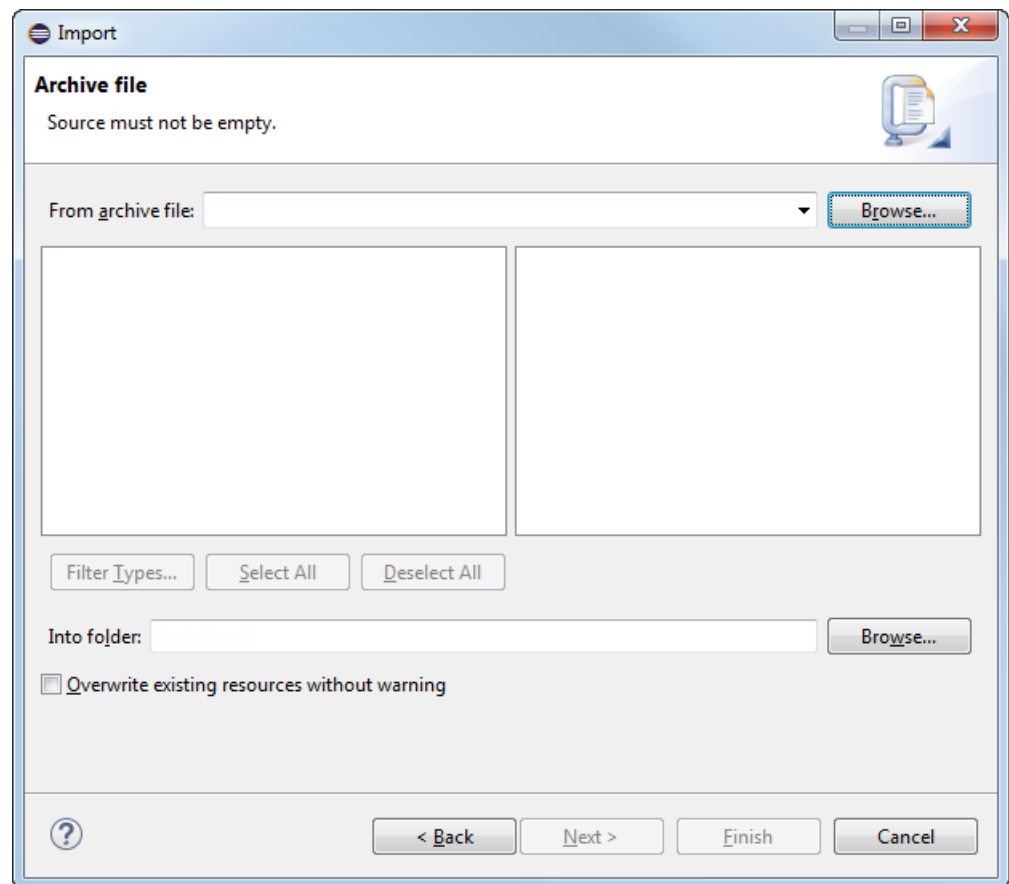 Import
Archive file
Source must not be empty.
From archive file: Browse...
Filter Types... Select All Deselect All
Into folder: Browse...
Overwrite existing resources without warning
? < Back Next > Finish Cancel